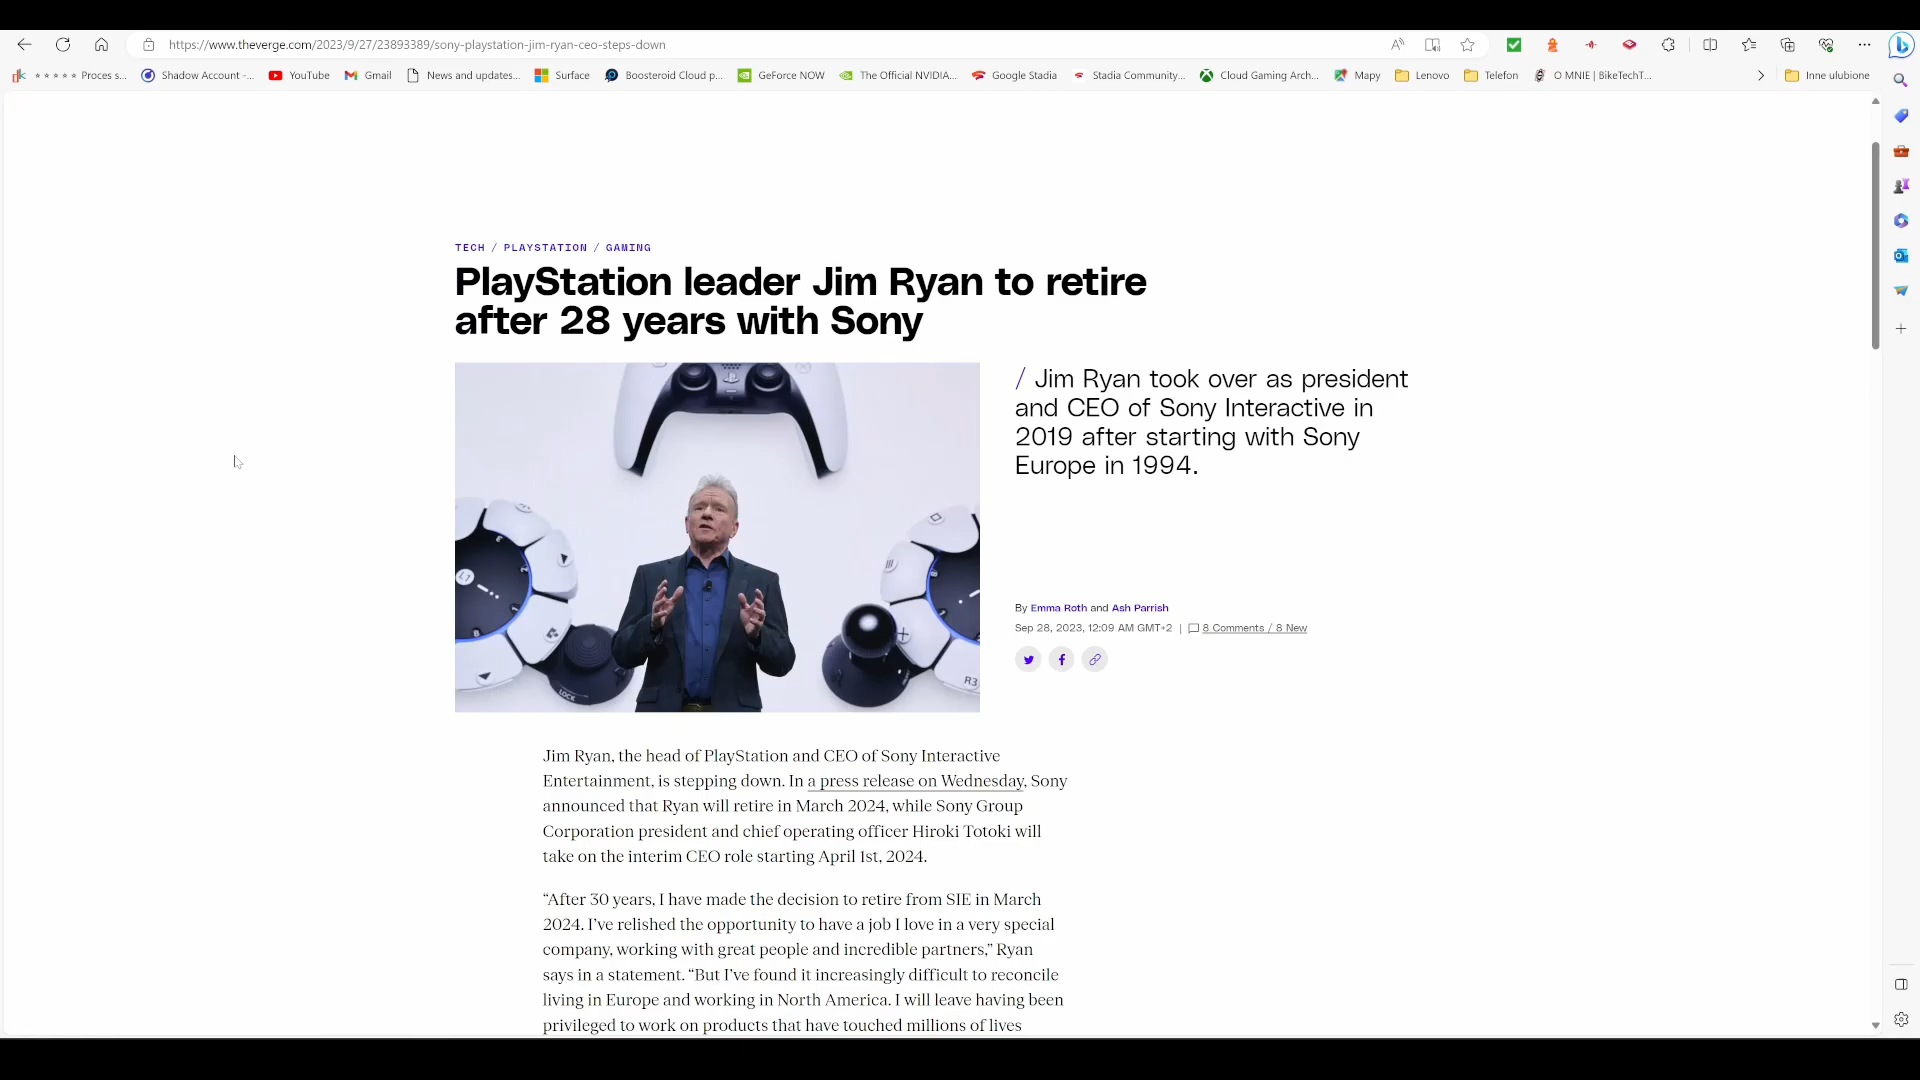 https://www.theverge.com/2023/9/27/23893389/sony-playstation-jim-ryan-ceo-steps-down
Proces s... Shadow Account -... YouTube Gmail News and updates... Surface Boosteroid Cloud p... GeForce NOW The Official NVIDIA... Google Stadia Stadia Community... Cloud Gaming Arch... Mapy Lenovo Telefon O MNIE | BikeTechT... Inne ulubione
TECH / PLAYSTATION / GAMING
PlayStation leader Jim Ryan to retire
after 28 years with Sony
/ Jim Ryan took over as president
and CEO of Sony Interactive in
2019 after starting with Sony
Europe in 1994.
L1
R3
LOCK
By Emma Roth and Ash Parrish
Sep 28, 2023, 12:09 AM GMT+2 | 8 Comments / 8 New
Jim Ryan, the head of PlayStation and CEO of Sony Interactive
Entertainment, is stepping down. In a press release on Wednesday, Sony
announced that Ryan will retire in March 2024, while Sony Group
Corporation president and chief operating officer Hiroki Totoki will
take on the interim CEO role starting April 1st, 2024.
“After 30 years, I have made the decision to retire from SIE in March
2024. I’ve relished the opportunity to have a job I love in a very special
company, working with great people and incredible partners,” Ryan
says in a statement. “But I’ve found it increasingly difficult to reconcile
living in Europe and working in North America. I will leave having been
privileged to work on products that have touched millions of lives